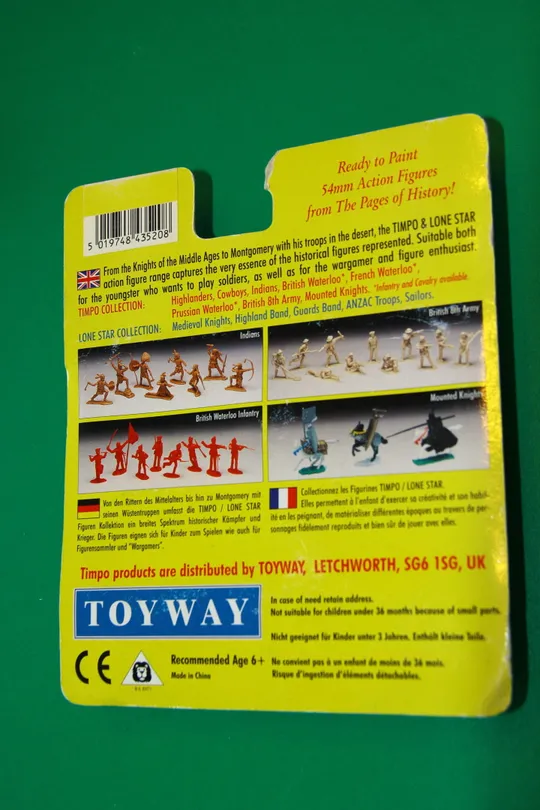 Ready to Paint
54mm Action Figures
from The Pages of History!
5 019748 435208
From the Knights of the Middle Ages to Montgomery with his troops in the desert, the TIMPO & LONE STAR
action figure range captures the very essence of the historical figures represented. Suitable both
for the youngster who wants to play soldiers, as well as for the wargamer and figure enthusiast.
TIMPO COLLECTION: Highlanders, Cowboys, Indians, British Waterloo*, French Waterloo*,
Prussian Waterloo*, British 8th Army, Mounted Knights. *Infantry and Cavalry available.
LONE STAR COLLECTION: Medieval Knights, Highland Band, Guards Band, ANZAC Troops, Sailors.
Indians
British 8th Army
British Waterloo Infantry
Mounted Knights
Von den Rittern des Mittelalters bis hin zu Montgomery mit
seinen Wüstentruppen umfasst die TIMPO / LONE STAR
Figuren Kollektion ein breites Spektrum historischer Kämpfer und
Krieger. Die Figuren eignen sich für Kinder zum Spielen wie auch für
Figurensammler und "Wargamers".
Collectionnez les Figurines TIMPO / LONE STAR.
Elles permettent à l'enfant d'exercer sa créativité et son habil-
ité en les peignant, de matérialiser différentes époques au travers de per-
sonnages fidèlement reproduits et bien sûr de jouer avec elles.
Timpo products are distributed by TOYWAY, LETCHWORTH, SG6 1SG, UK
TOYWAY
In case of need retain address.
Not suitable for children under 36 months because of small parts.
Nicht geeignet für Kinder unter 3 Jahren, Enthält kleine Teile.
CE
Recommended Age 6+
Made in China
Ne convient pas à un enfant de moins de 36 mois.
Risque d'ingestion d'éléments détachables.